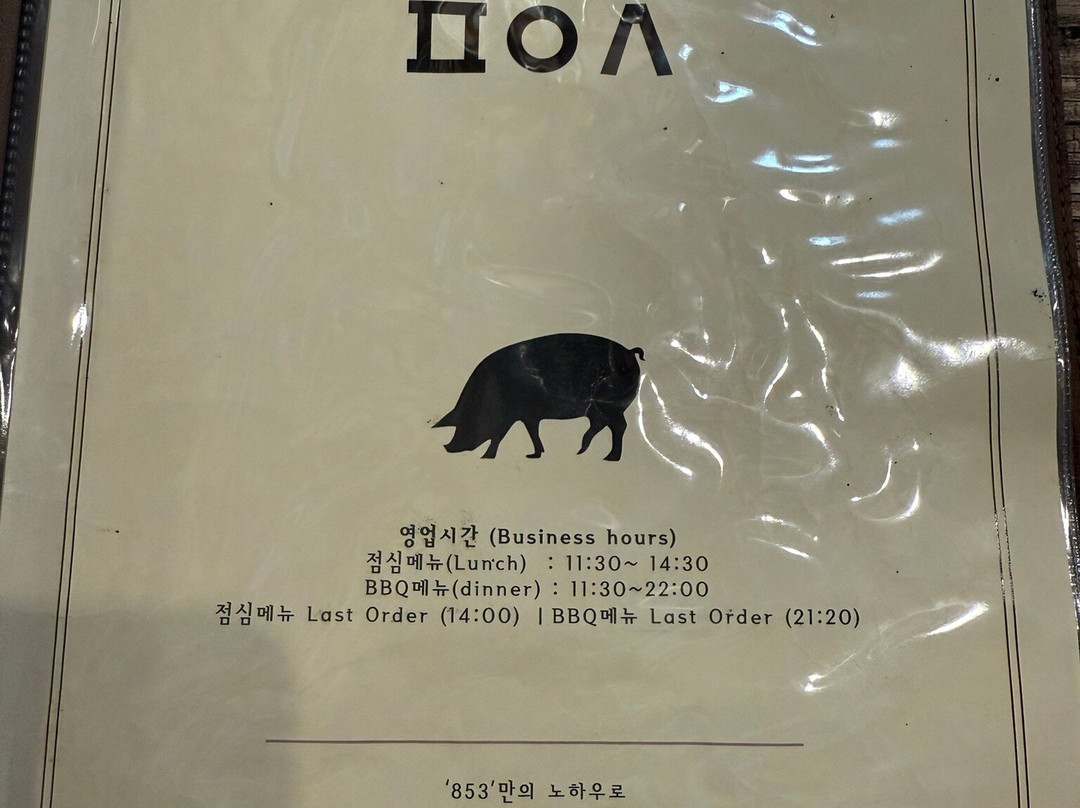 ㅍㅇㅅ
영업시간 (Business hours)
점심메뉴(Lunch) : 11:30~ 14:30
BBQ메뉴(dinner) : 11:30~22:00
점심메뉴 Last Order (14:00) | BBQ메뉴 Last Order (21:20)
'853'만의 노하우로